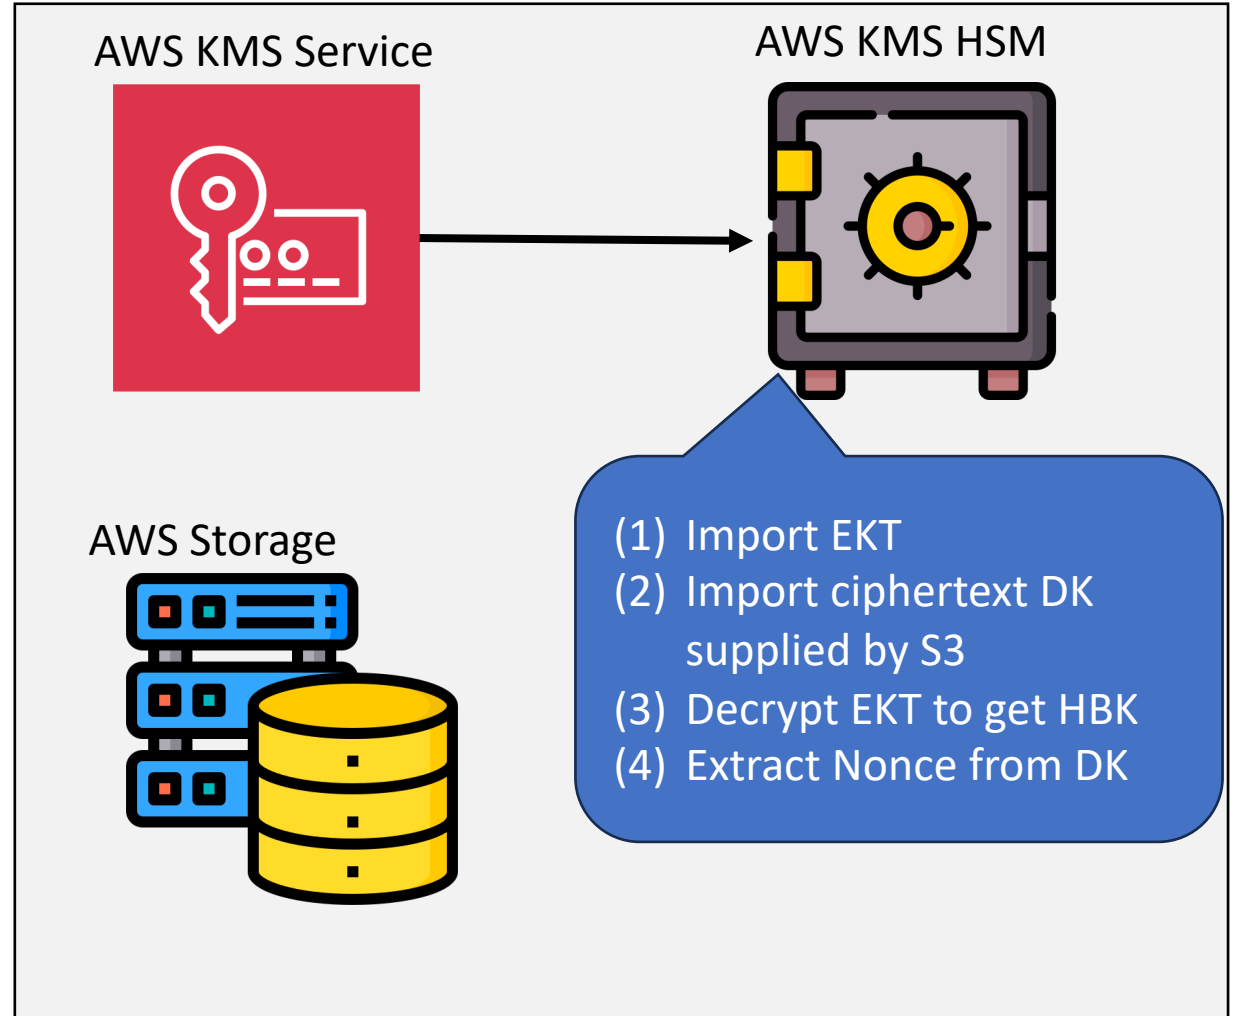 AWS KMS Service
AWS KMS HSM
AWS Storage
(1) Import EKT
(2) Import ciphertext DK
supplied by S3
(3) Decrypt EKT to get HBK
(4) Extract Nonce from DK